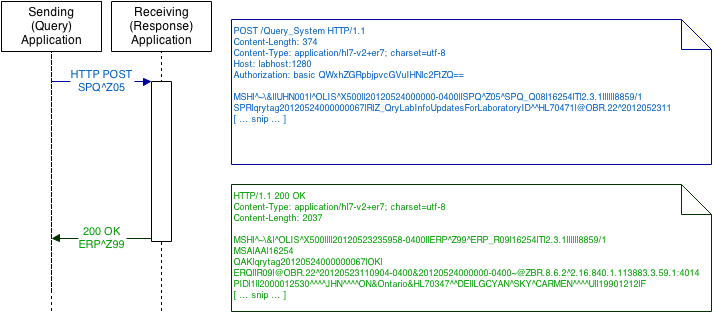 Sending
(Query)
Application
Receiving
(Response)
Application
HTTP POST
SPQ^Z05
200 OK
ERP^Z99
POST /Query_System HTTP/1.1
Content-Length: 374
Content-Type: application/hl7-v2+er7; charset=utf-8
Host: labhost:1280
Authorization: basic QWxhZGRpbjpvcGVuIHNlc2FtZQ==
MSH|^~\&||UHN001|^OLIS^X500||20120524000000-0400||SPQ^Z05^SPQ_Q08|16254|T|2.3.1||||||8859/1
SPR|qrytag20120524000000067|R|Z_QryLabInfoUpdatesForLaboratoryID^^HL70471|@OBR.22^2012052311
[ ... snip ... ]
HTTP/1.1 200 OK
Content-Type: application/hl7-v2+er7; charset=utf-8
Content-Length: 2037
MSH|^~\&|^OLIS^X500||||20120523235958-0400||ERP^Z99^ERP_R09|16254|T|2.3.1||||||8859/1
MSA|AA|16254
QAK|qrytag20120524000000067|OK|
ERQ||R09|@OBR.22^20120523110904-0400&20120524000000-0400~@ZBR.8.6.2^2.16.840.1.113883.3.59.1:4014
PID|1||2000012530^^^^JHN^^^^ON&Ontario&HL70347^^DE||LGCYAN^SKY^CARMEN^^^^U||19901212|F
[ ... snip ... ]